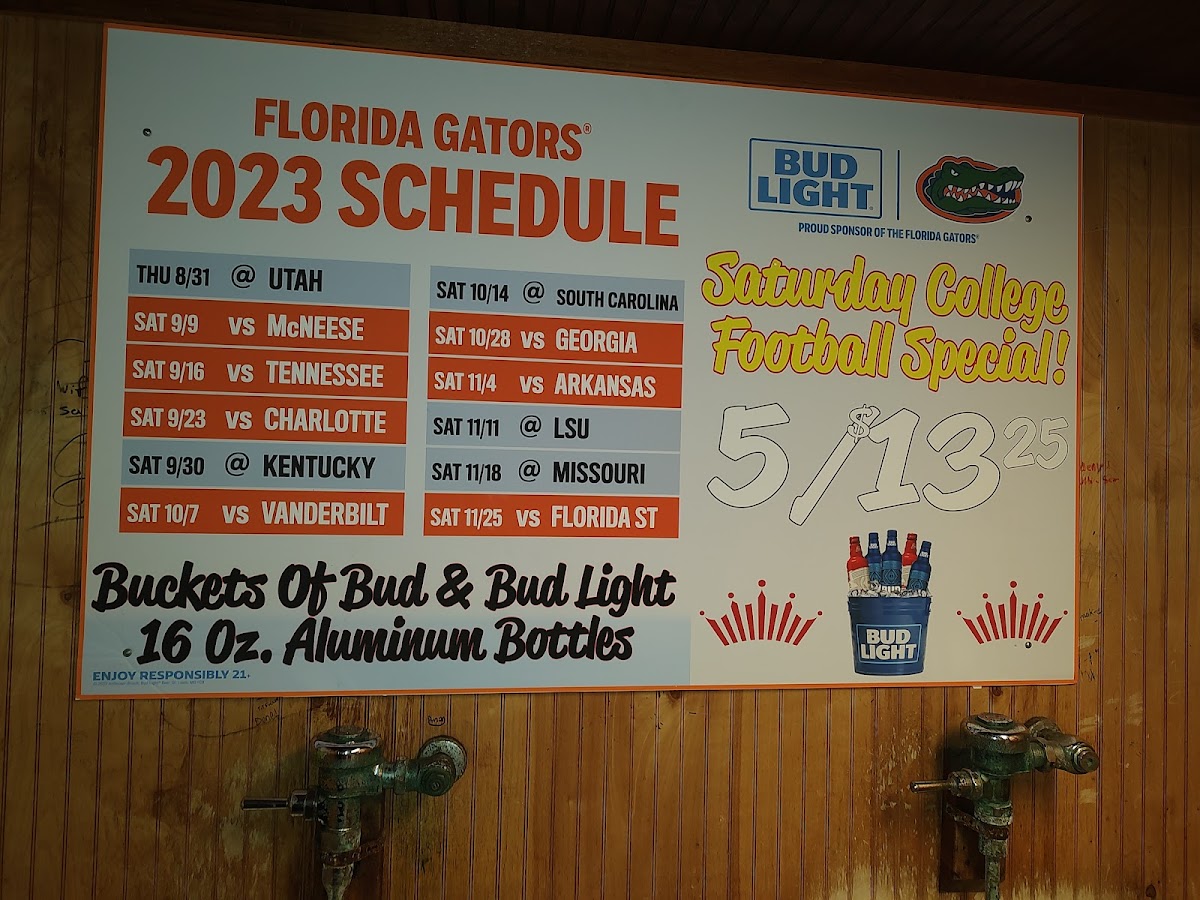 FLORIDA GATORS®
2023 SCHEDULE
THU 8/31 @ UTAH
SAT 9/9 VS McNEESE
SAT 9/16 VS TENNESSEE
SAT 9/23 VS CHARLOTTE
SAT 9/30 @ KENTUCKY
SAT 10/7 VS VANDERBILT
SAT 10/14 @ SOUTH CAROLINA
SAT 10/28 VS GEORGIA
SAT 11/4 VS ARKANSAS
SAT 11/11 @ LSU
SAT 11/18 @ MISSOURI
SAT 11/25 VS FLORIDA ST
Buckets Of Bud & Bud Light
16 Oz. Aluminum Bottles
ENJOY RESPONSIBLY 21+
BUD
LIGHT®
PROUD SPONSOR OF THE FLORIDA GATORS®
Saturday College
Football Special!
5/$13 25
BUD
LIGHT